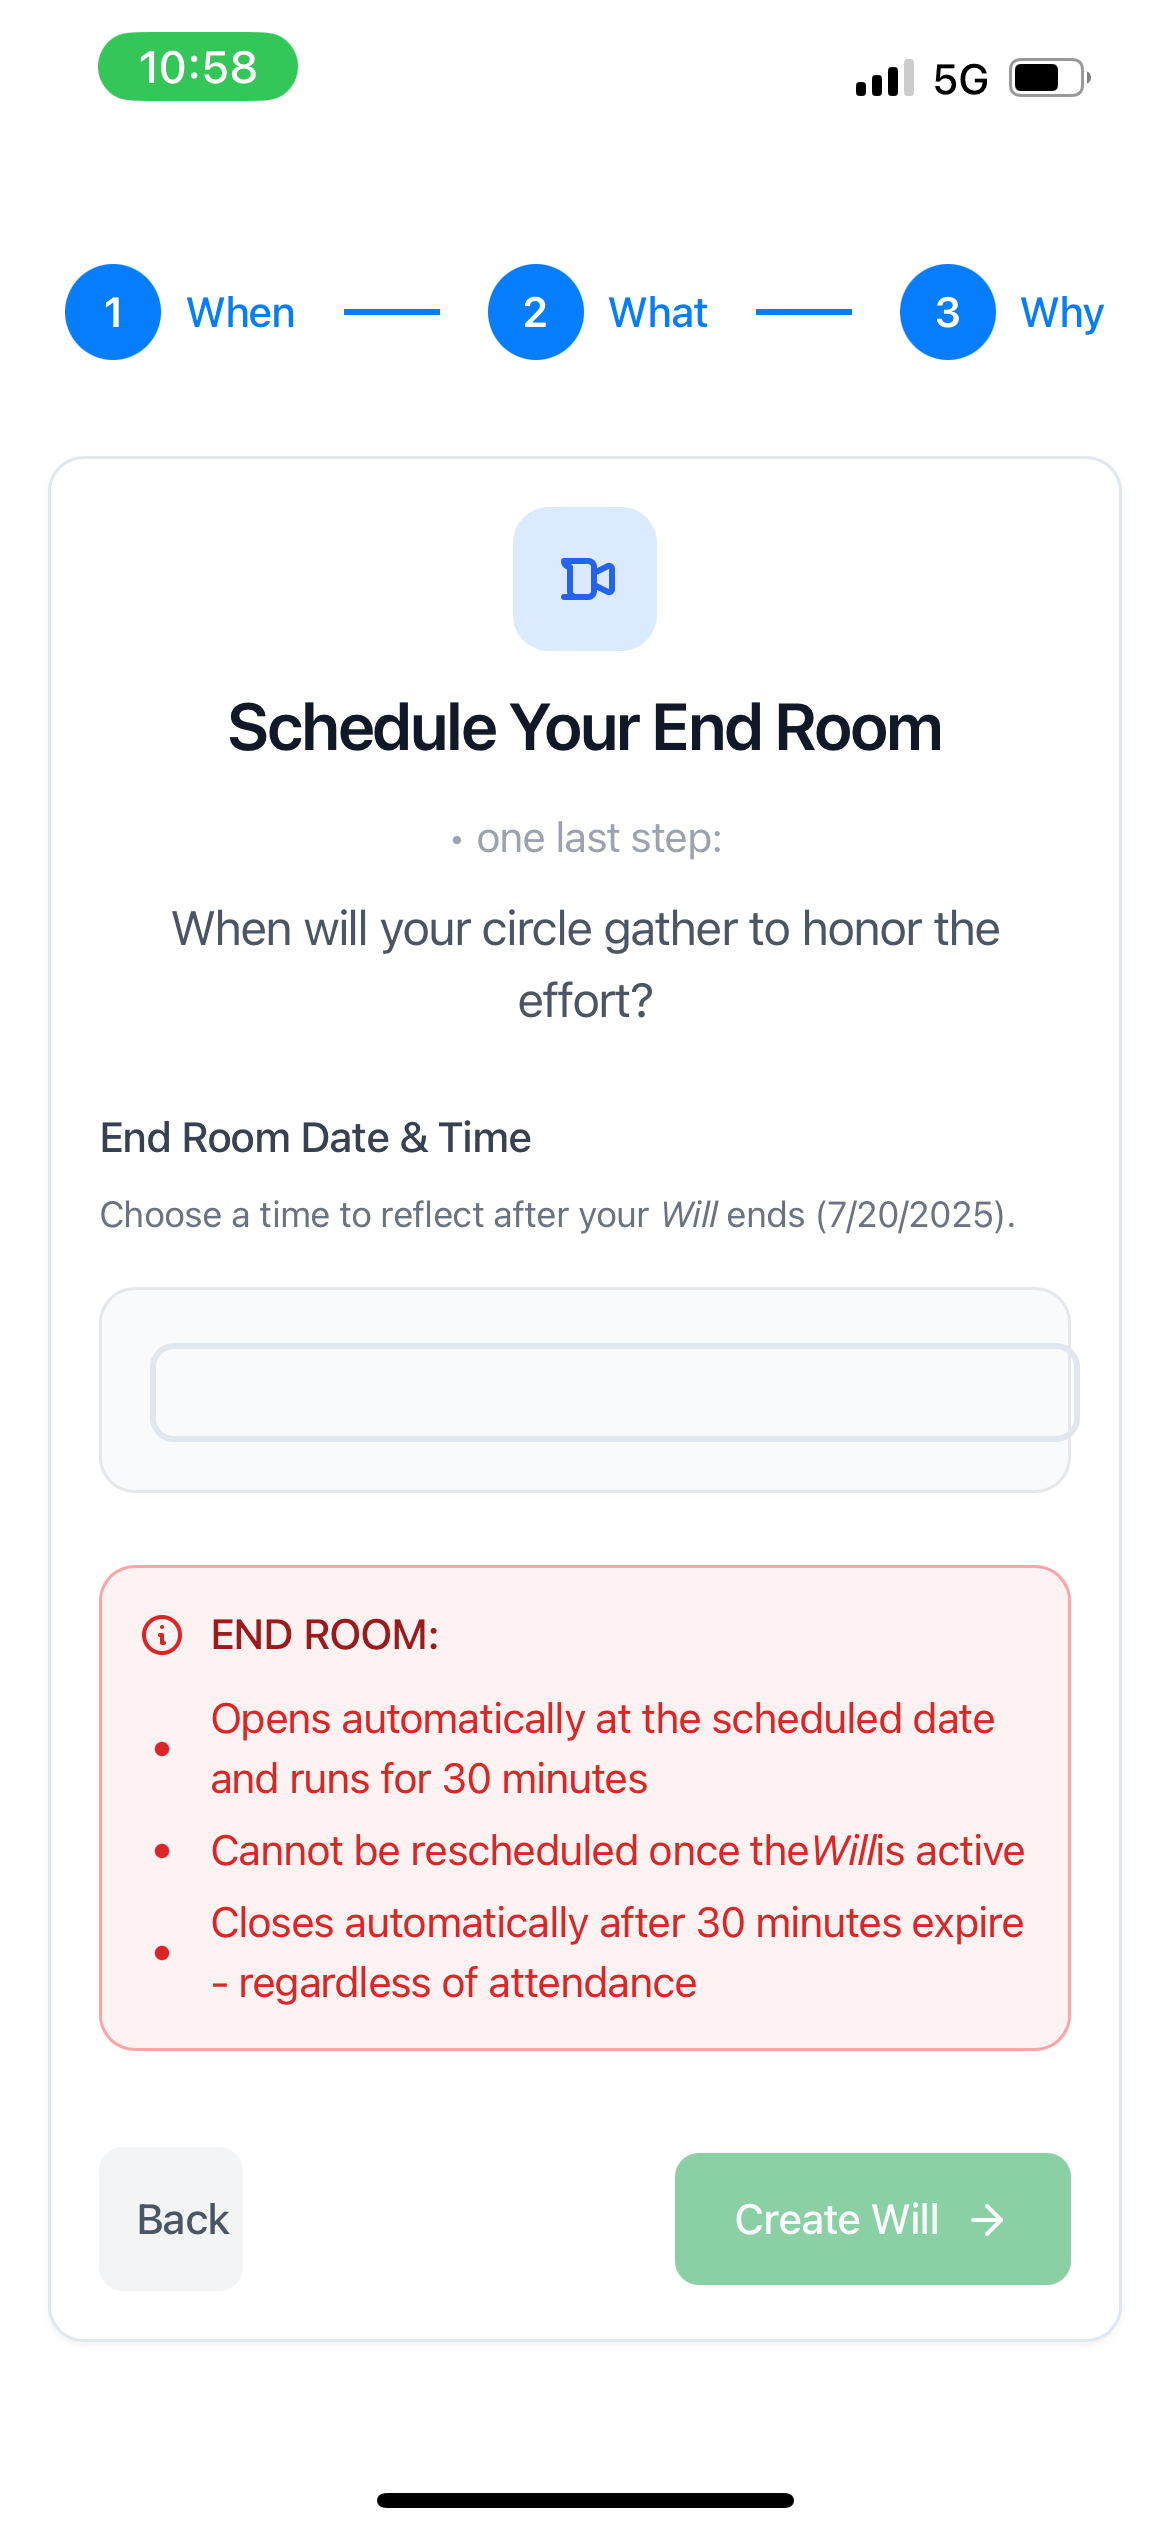 10:58
5G
1 When 2 What 3 Why
Schedule Your End Room
• one last step:
When will your circle gather to honor the
effort?
End Room Date & Time
Choose a time to reflect after your Will ends (7/20/2025).
END ROOM:
• Opens automatically at the scheduled date
and runs for 30 minutes
• Cannot be rescheduled once theWillis active
• Closes automatically after 30 minutes expire
- regardless of attendance
Back
Create Will →